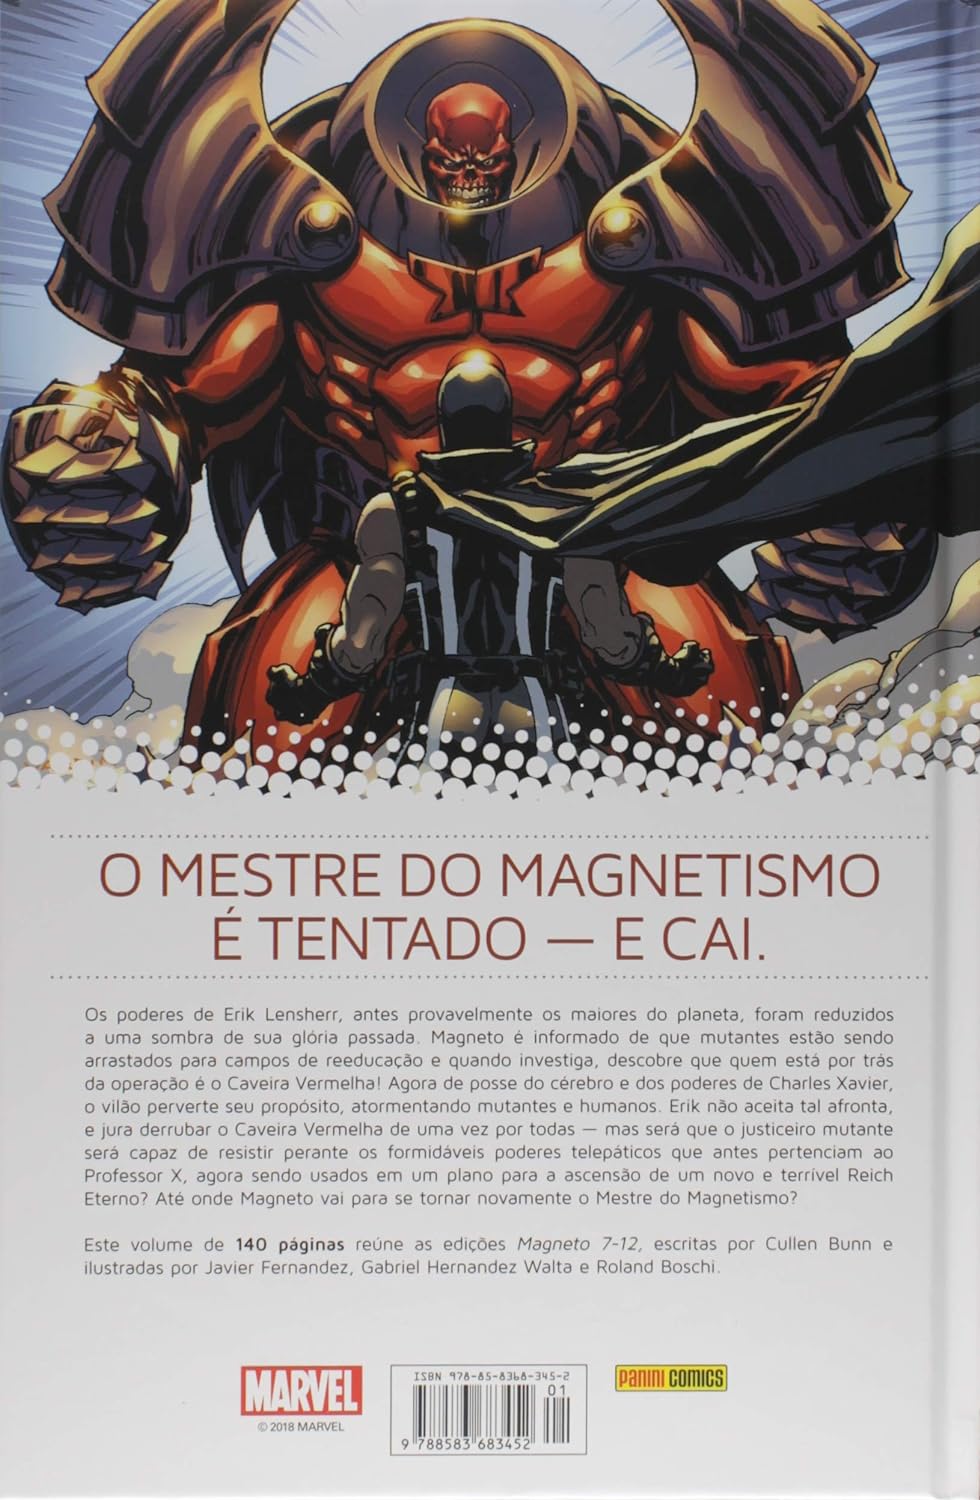 O MESTRE DO MAGNETISMO
É TENTADO — E CAI.
Os poderes de Erik Lensherr, antes provavelmente os maiores do planeta, foram reduzidos
a uma sombra de sua glória passada. Magneto é informado de que mutantes estão sendo
arrastados para campos de reeducação e quando investiga, descobre que quem está por trás
da operação é o Caveira Vermelha! Agora de posse do cérebro e dos poderes de Charles Xavier,
o vilão perverte seu propósito, atormentando mutantes e humanos. Erik não aceita tal afronta,
e jura derrubar o Caveira Vermelha de uma vez por todas — mas será que o justiceiro mutante
será capaz de resistir perante os formidáveis poderes telepáticos que antes pertenciam ao
Professor X, agora sendo usados em um plano para a ascensão de um novo e terrível Reich
Eterno? Até onde Magneto vai para se tornar novamente o Mestre do Magnetismo?
Este volume de 140 páginas reúne as edições Magneto 7-12, escritas por Cullen Bunn e
ilustradas por Javier Fernandez, Gabriel Hernandez Walta e Roland Boschi.
MARVEL
© 2018 MARVEL
ISBN 978-85-8368-345-2
01
9 788583 683452
PANINI COMICS